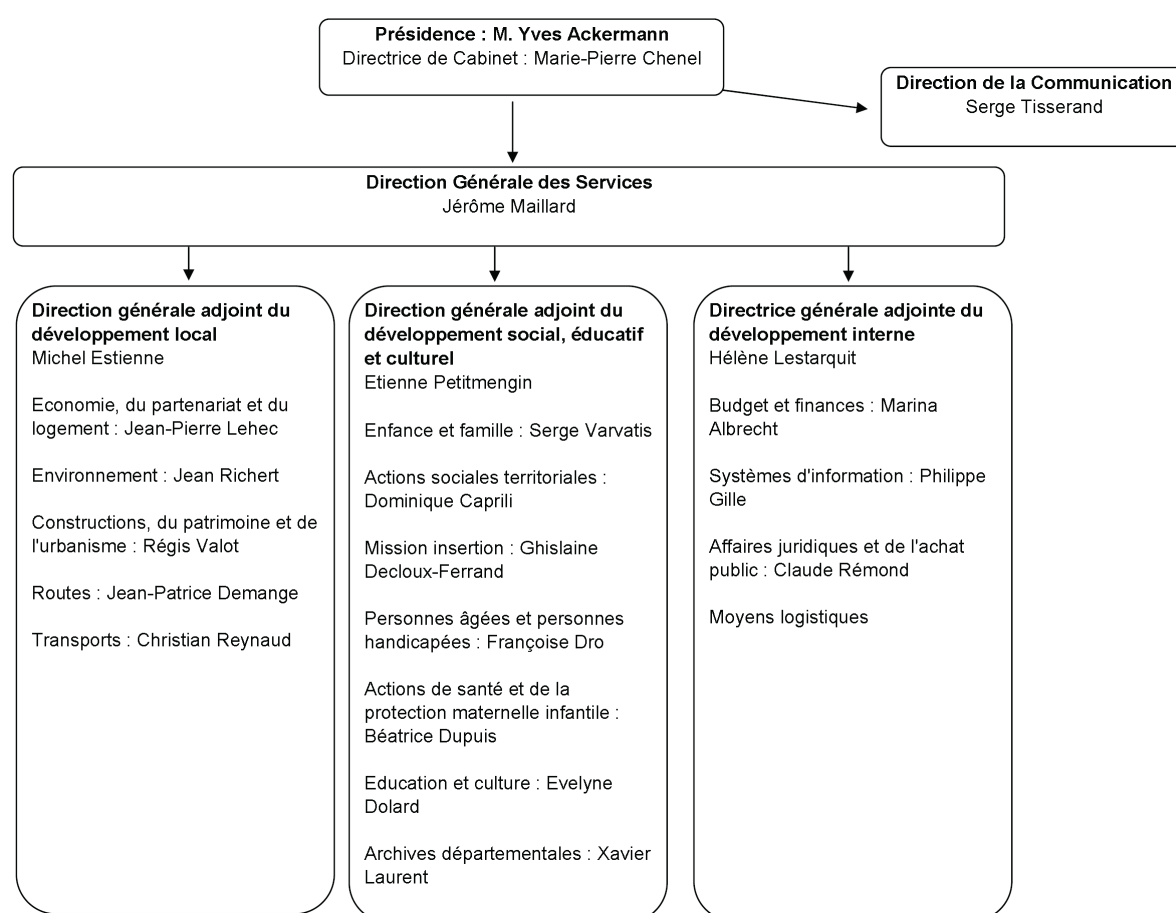 Présidence : M. Yves Ackermann
Directrice de Cabinet : Marie-Pierre Chenel
Direction de la Communication
Serge Tisserand
Direction Générale des Services
Jérôme Maillard
Direction générale adjoint du
développement local
Michel Estienne
Economie, du partenariat et du
logement : Jean-Pierre Lehec
Environnement : Jean Richert
Constructions, du patrimoine et de
l'urbanisme : Régis Valot
Routes : Jean-Patrice Demange
Transports : Christian Reynaud
Direction générale adjoint du
développement social, éducatif
et culturel
Etienne Petitmengin
Enfance et famille : Serge Varvatis
Actions sociales territoriales :
Dominique Caprili
Mission insertion : Ghislaine
Decloux-Ferrand
Personnes âgées et personnes
handicapées : Françoise Dro
Actions de santé et de la
protection maternelle infantile :
Béatrice Dupuis
Education et culture : Evelyne
Dolard
Archives départementales : Xavier
Laurent
Directrice générale adjointe du
développement interne
Hélène Lestarquit
Budget et finances : Marina
Albrecht
Systèmes d'information : Philippe
Gille
Affaires juridiques et de l'achat
public : Claude Rémond
Moyens logistiques